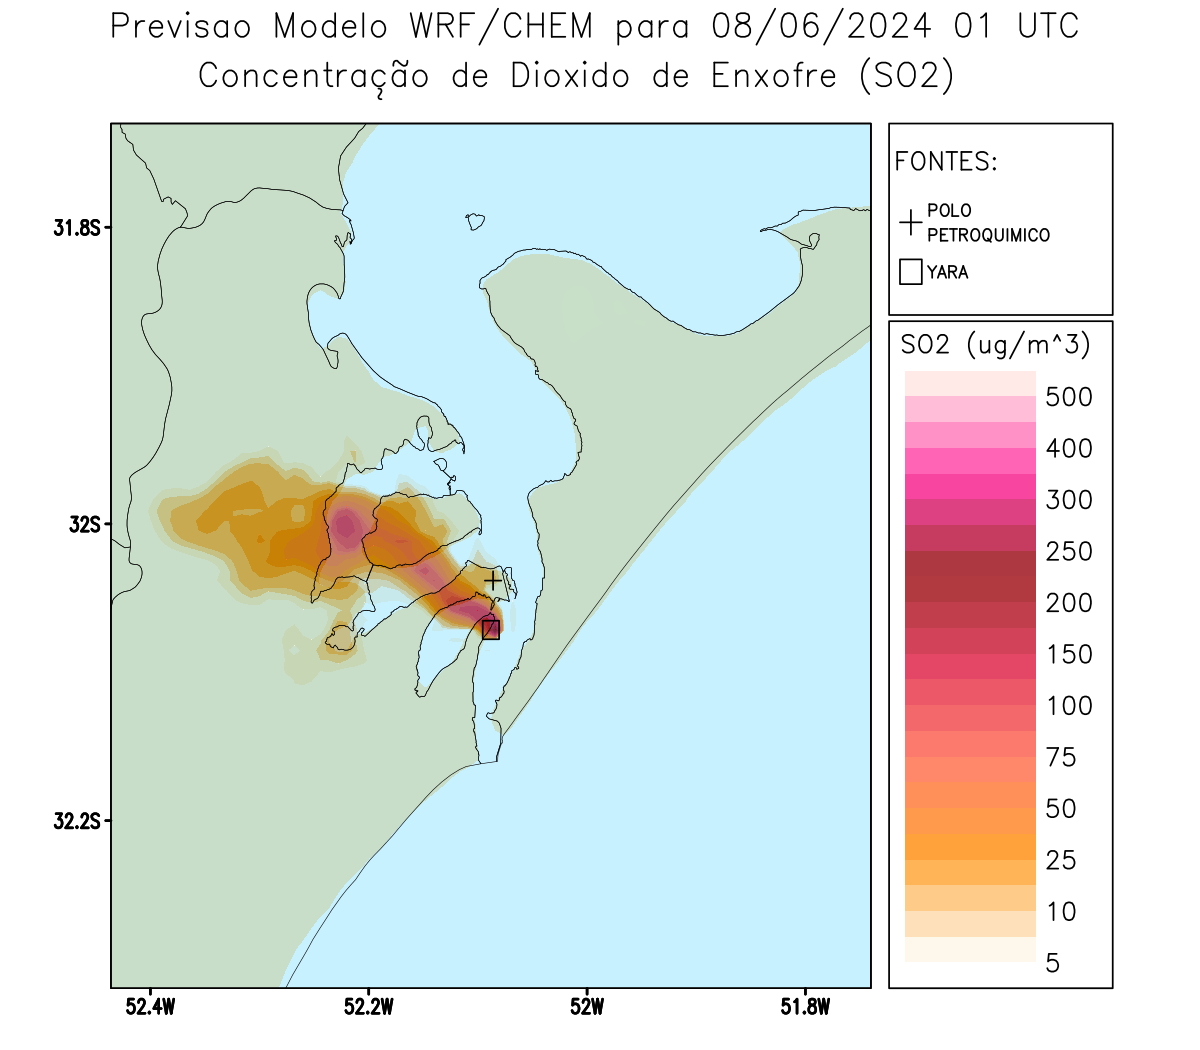 Previsao Modelo WRF/CHEM para 08/06/2024 01 UTC
Concentração de Dioxido de Enxofre (SO2)
31.8S
32S
32.2S
52.4W
52.2W
52W
51.8W
FONTES:
POLO
PETROQUIMICO
YARA
SO2 (ug/m^3)
500
400
300
250
200
150
100
75
50
25
10
5